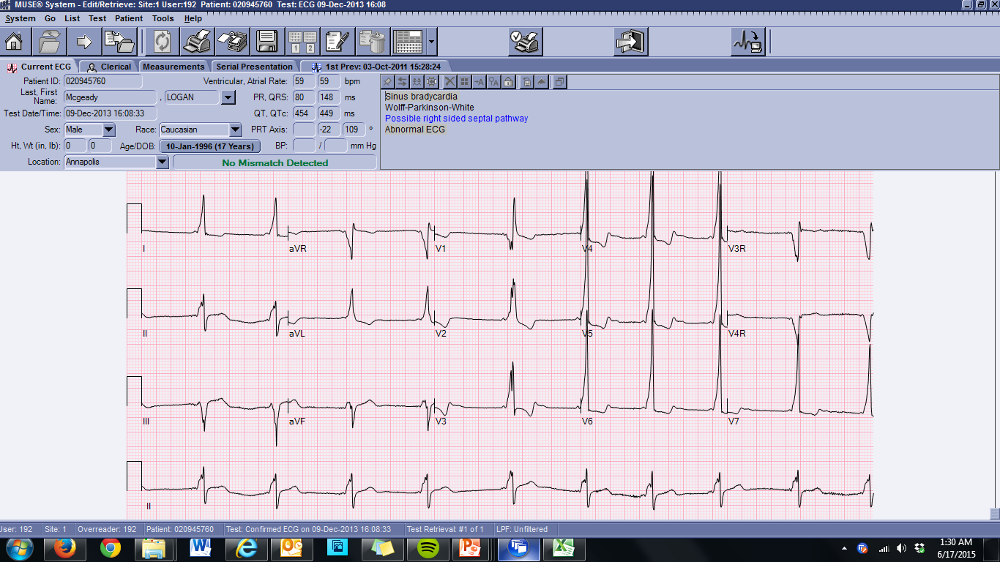 MUSE® System - Edit/Retrieve: Site:1 User:192 Patient: 020945760 Test: ECG 09-Dec-2013 16:08
System Go List Test Patient Tools Help
1 2
Current ECG Clerical Measurements Serial Presentation 1st Prev: 03-Oct-2011 15:28:24
Patient ID: 020945760 Ventricular, Atrial Rate: 59 59 bpm
Last, First Name: Mcgeady , LOGAN PR, QRS: 80 148 ms
Test Date/Time: 09-Dec-2013 16:08:33 QT, QTc: 454 449 ms
Sex: Male Race: Caucasian PRT Axis: -22 109 °
Ht, Wt (in, lb): 0 0 Age/DOB: 10-Jan-1996 (17 Years) BP: / mm Hg
Location: Annapolis No Mismatch Detected
Sinus bradycardia
Wolff-Parkinson-White
Possible right sided septal pathway
Abnormal ECG
I aVR V1 V4 V3R
II aVL V2 V5 V4R
III aVF V3 V6 V7
II
User: 192 Site: 1 Overreader: 192 Patient: 020945760 Test: Confirmed ECG on 09-Dec-2013 16:08:33 Test Retrieval: #1 of 1 LPF: Unfiltered
1:30 AM
6/17/2015